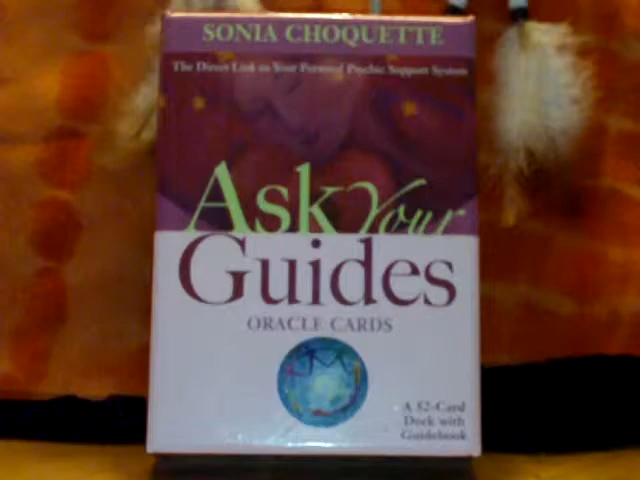 SONIA CHOQUETTE
The Direct Link to Your Personal Psychic Support System
Ask Your
Guides
ORACLE CARDS
A 52-Card
Deck with
Guidebook